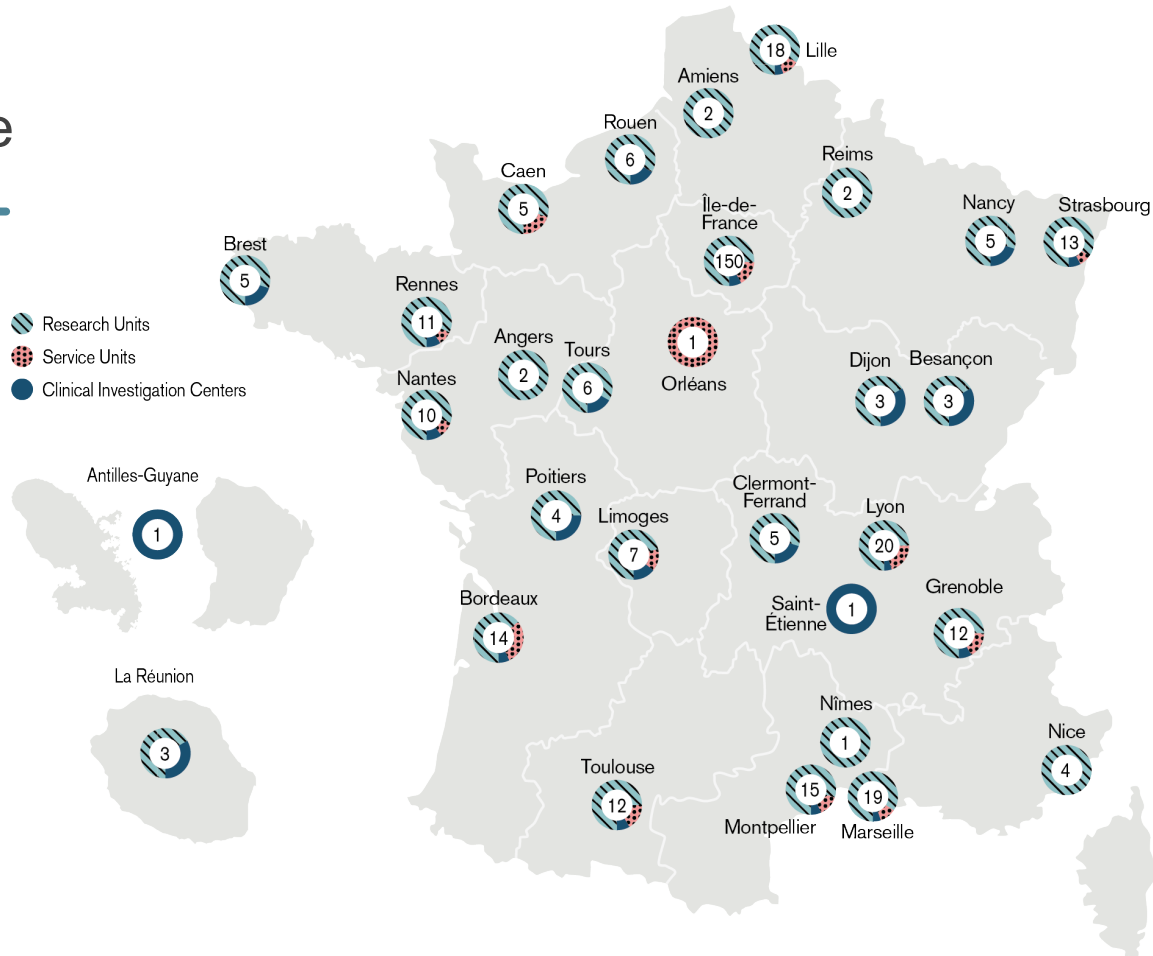 e
18
Lille
Amiens
2
Rouen
6
Caen
5
Reims
2
Île-de-
France
150
Nancy
5
Strasbourg
13
Brest
5
Rennes
11
Research Units
Service Units
Clinical Investigation Centers
Angers
2
Tours
6
1
Orléans
Nantes
10
Dijon
3
Besançon
3
Antilles-Guyane
1
Poitiers
4
Limoges
7
Clermont-
Ferrand
5
Lyon
20
Saint-
Étienne
1
Grenoble
12
Bordeaux
14
La Réunion
3
Nîmes
1
Nice
4
Toulouse
12
15
Montpellier
19
Marseille